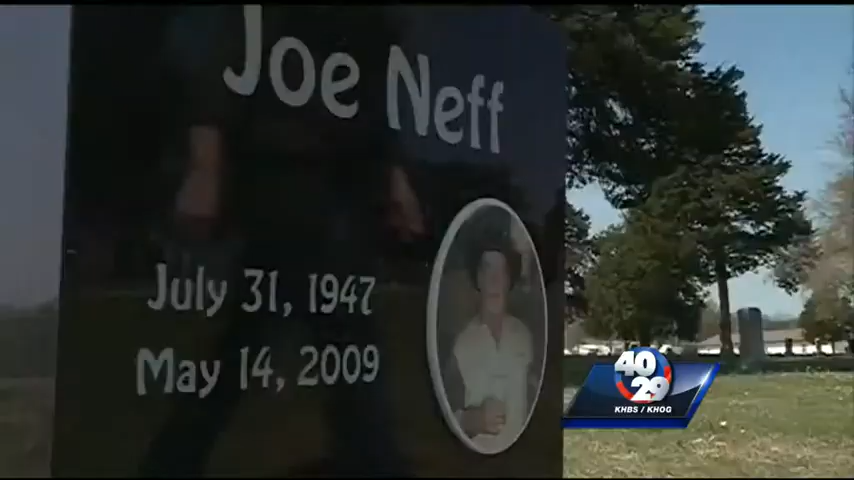 Joe Neff
July 31, 1947
May 14, 2009
40
29
KHBS / KHOG